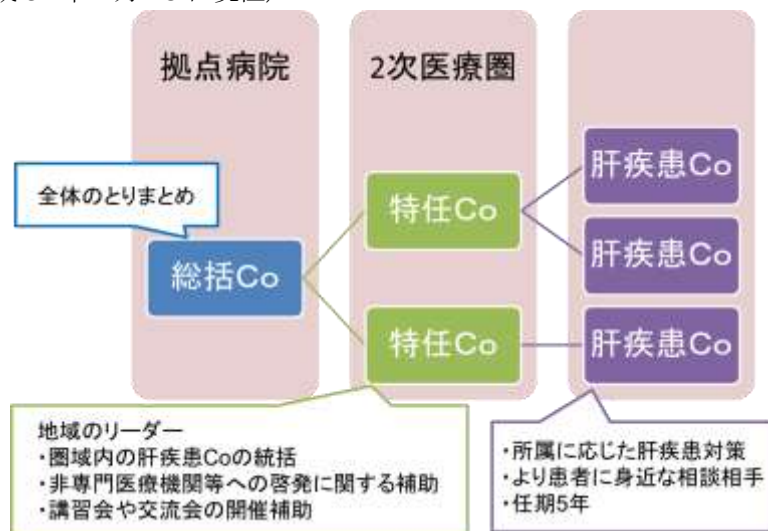 拠点病院
2次医療圏
全体のとりまとめ
総括Co
特任Co
特任Co
肝疾患Co
肝疾患Co
肝疾患Co
地域のリーダー
・圏域内の肝疾患Coの統括
・非専門医療機関等への啓発に関する補助
・講習会や交流会の開催補助
・所属に応じた肝疾患対策
・より患者に身近な相談相手
・任期5年